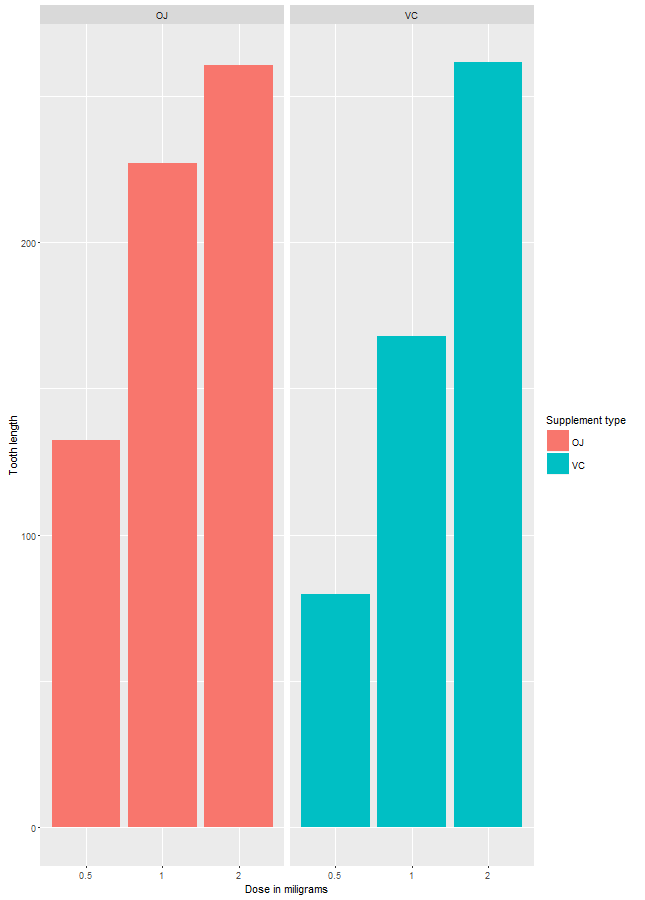 OJ
VC
200
100
0
Tooth length
0.5
1
2
0.5
1
2
Dose in miligrams
Supplement type
OJ
VC